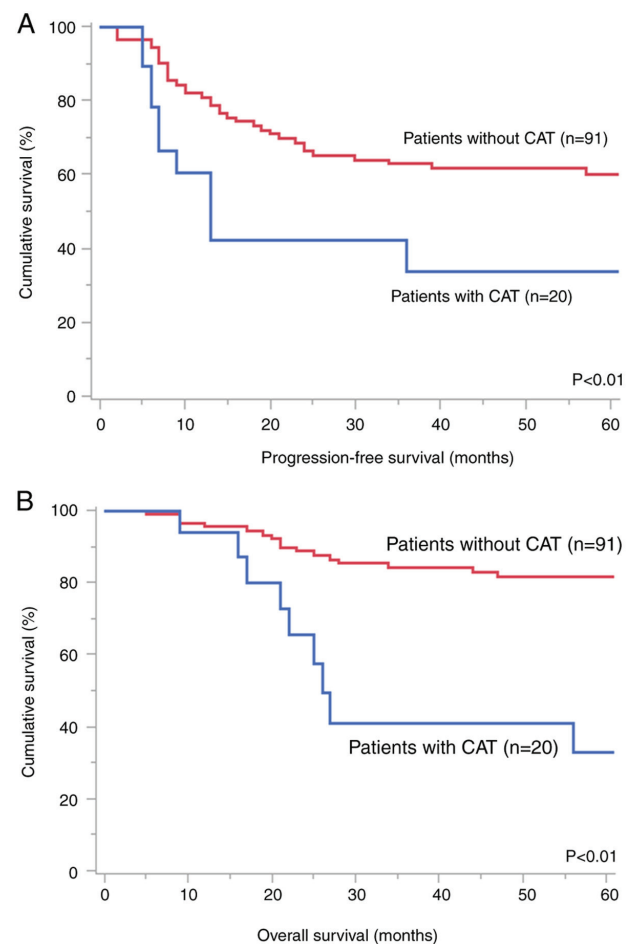 A
100
80
60
40
20
0
Cumulative survival (%)
Patients without CAT (n=91)
Patients with CAT (n=20)
P<0.01
0 10 20 30 40 50 60
Progression-free survival (months)
B
100
80
60
40
20
0
Cumulative survival (%)
Patients without CAT (n=91)
Patients with CAT (n=20)
P<0.01
0 10 20 30 40 50 60
Overall survival (months)